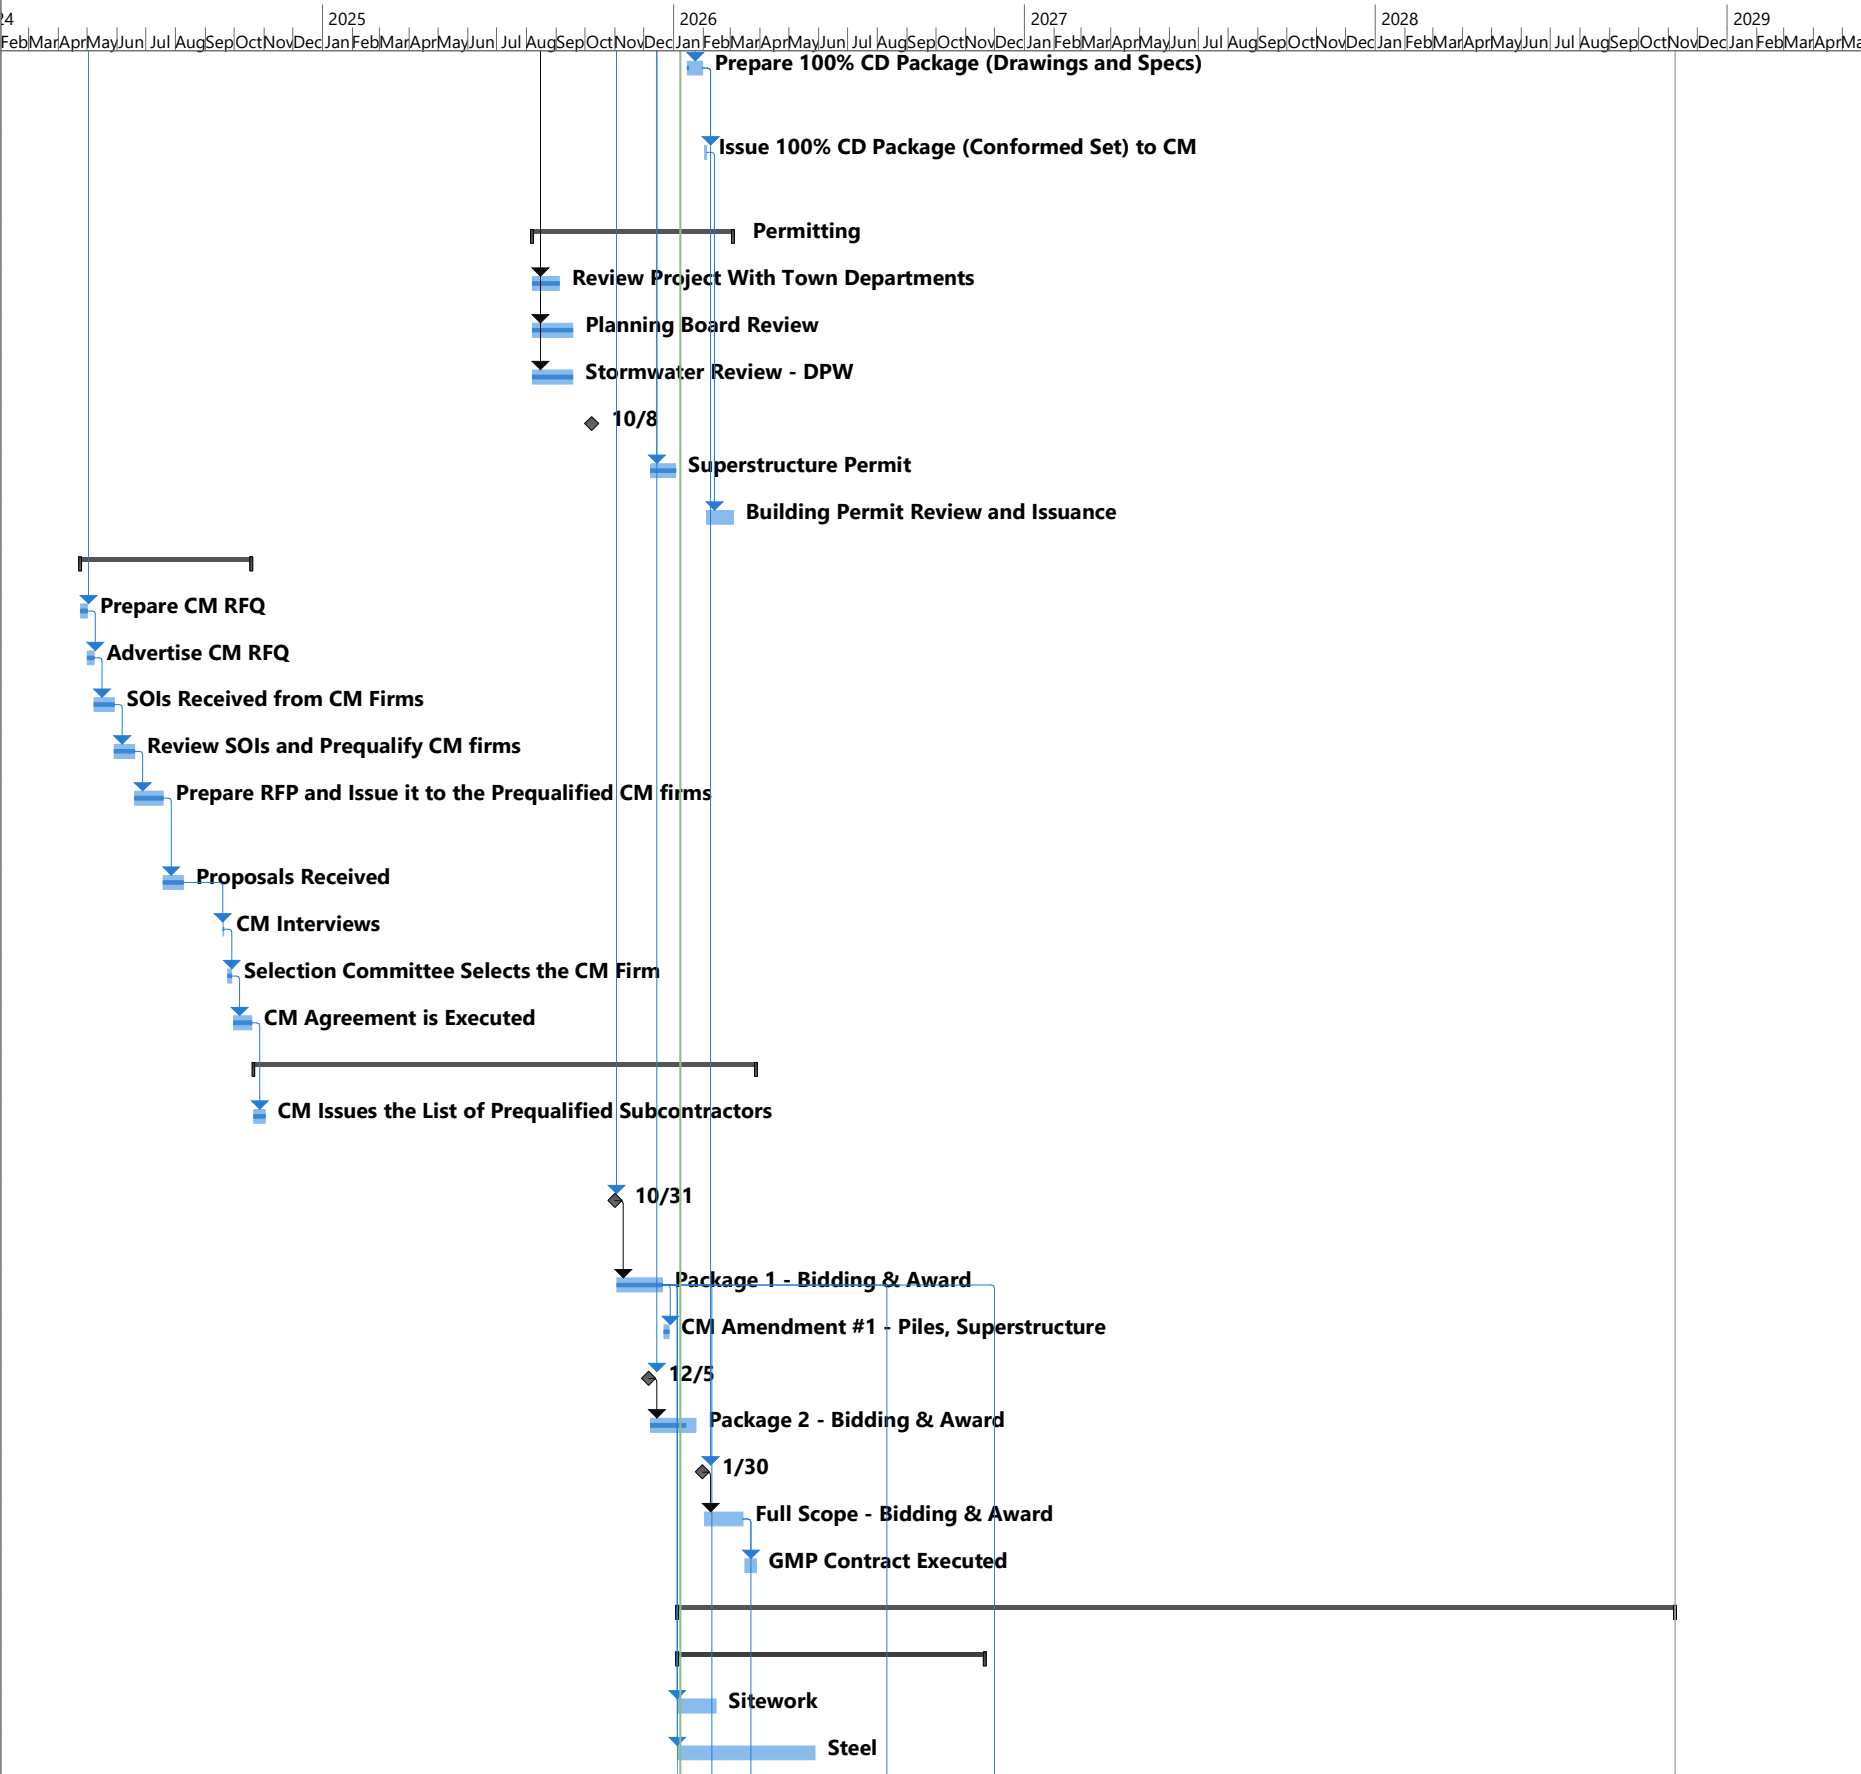 24 2025 2026 2027 2028 2029
Feb Mar Apr May Jun Jul Aug Sep Oct Nov Dec Jan Feb Mar Apr May Jun Jul Aug Sep Oct Nov Dec Jan Feb Mar Apr May Jun Jul Aug Sep Oct Nov Dec Jan Feb Mar Apr May Jun Jul Aug Sep Oct Nov Dec Jan Feb Mar Apr May Jun Jul Aug Sep Oct Nov Dec Jan Feb Mar Apr Ma
Prepare 100% CD Package (Drawings and Specs)
Issue 100% CD Package (Conformed Set) to CM
Permitting
Review Project With Town Departments
Planning Board Review
Stormwater Review - DPW
10/8
Superstructure Permit
Building Permit Review and Issuance
Prepare CM RFQ
Advertise CM RFQ
SOIs Received from CM Firms
Review SOIs and Prequalify CM firms
Prepare RFP and Issue it to the Prequalified CM firms
Proposals Received
CM Interviews
Selection Committee Selects the CM Firm
CM Agreement is Executed
CM Issues the List of Prequalified Subcontractors
10/31
Package 1 - Bidding & Award
CM Amendment #1 - Piles, Superstructure
12/5
Package 2 - Bidding & Award
1/30
Full Scope - Bidding & Award
GMP Contract Executed
Sitework
Steel